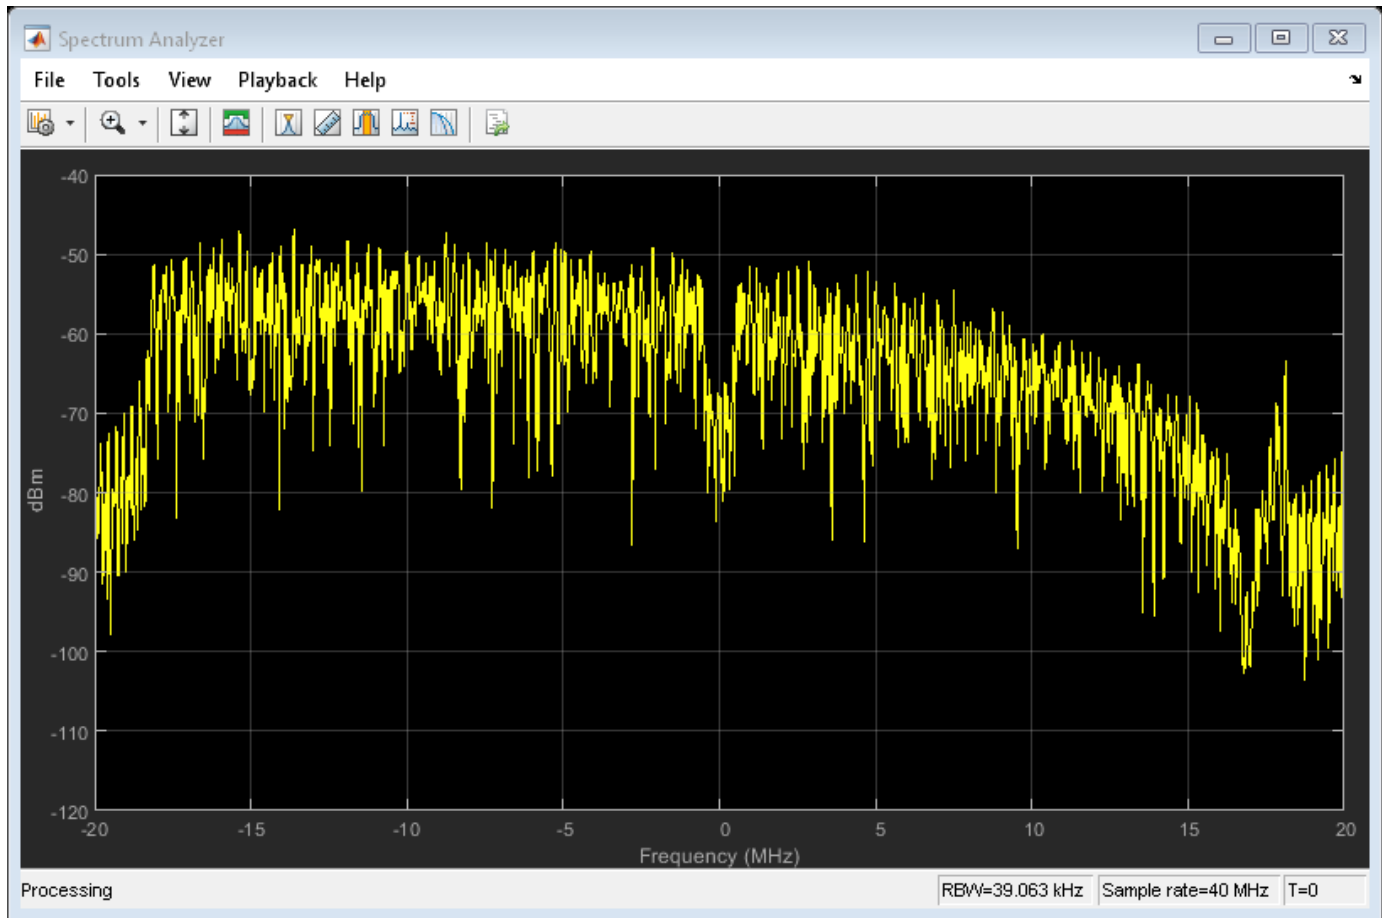 Spectrum Analyzer
File Tools View Playback Help
-40
-50
-60
-70
-80
-90
-100
-110
-120
dBm
-20 -15 -10 -5 0 5 10 15 20
Frequency (MHz)
Processing RBW=39.063 kHz Sample rate=40 MHz T=0